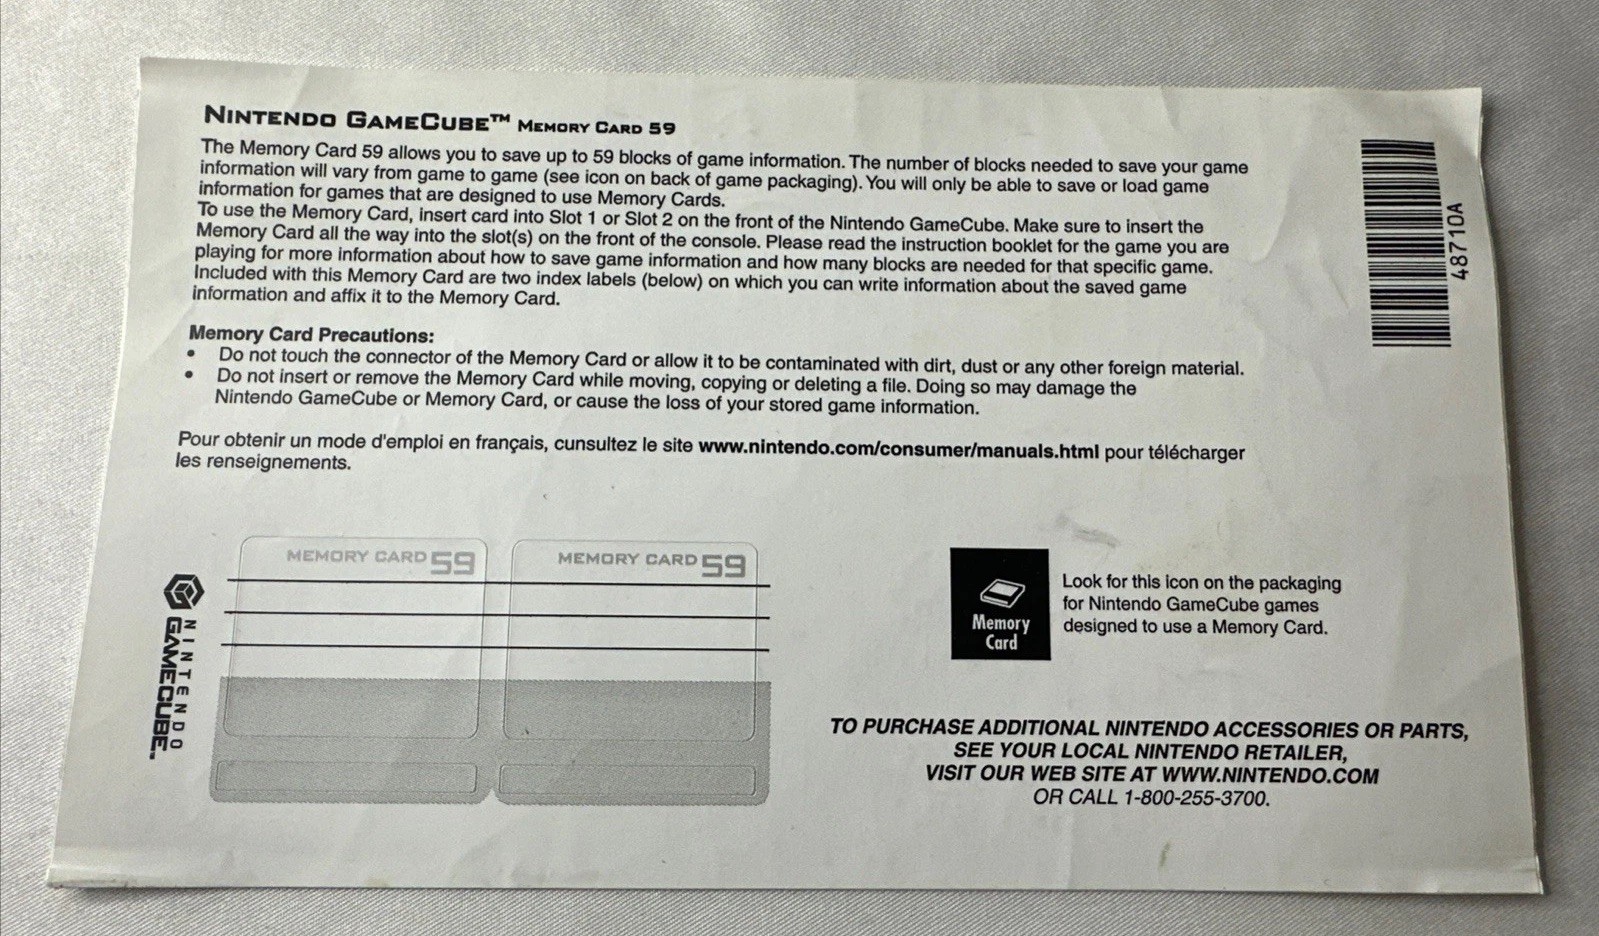 NINTENDO GAMECUBE™ MEMORY CARD 59
The Memory Card 59 allows you to save up to 59 blocks of game information. The number of blocks needed to save your game
information will vary from game to game (see icon on back of game packaging). You will only be able to save or load game
information for games that are designed to use Memory Cards.
To use the Memory Card, insert card into Slot 1 or Slot 2 on the front of the Nintendo GameCube. Make sure to insert the
Memory Card all the way into the slot(s) on the front of the console. Please read the instruction booklet for the game you are
playing for more information about how to save game information and how many blocks are needed for that specific game.
Included with this Memory Card are two index labels (below) on which you can write information about the saved game
information and affix it to the Memory Card.
Memory Card Precautions:
• Do not touch the connector of the Memory Card or allow it to be contaminated with dirt, dust or any other foreign material.
• Do not insert or remove the Memory Card while moving, copying or deleting a file. Doing so may damage the
Nintendo GameCube or Memory Card, or cause the loss of your stored game information.
Pour obtenir un mode d'emploi en français, cunsultez le site www.nintendo.com/consumer/manuals.html pour télécharger
les renseignements.
48710A
MEMORY CARD 59
MEMORY CARD 59
NINTENDO
GAMECUBE™
Memory
Card
Look for this icon on the packaging
for Nintendo GameCube games
designed to use a Memory Card.
TO PURCHASE ADDITIONAL NINTENDO ACCESSORIES OR PARTS,
SEE YOUR LOCAL NINTENDO RETAILER,
VISIT OUR WEB SITE AT WWW.NINTENDO.COM
OR CALL 1-800-255-3700.